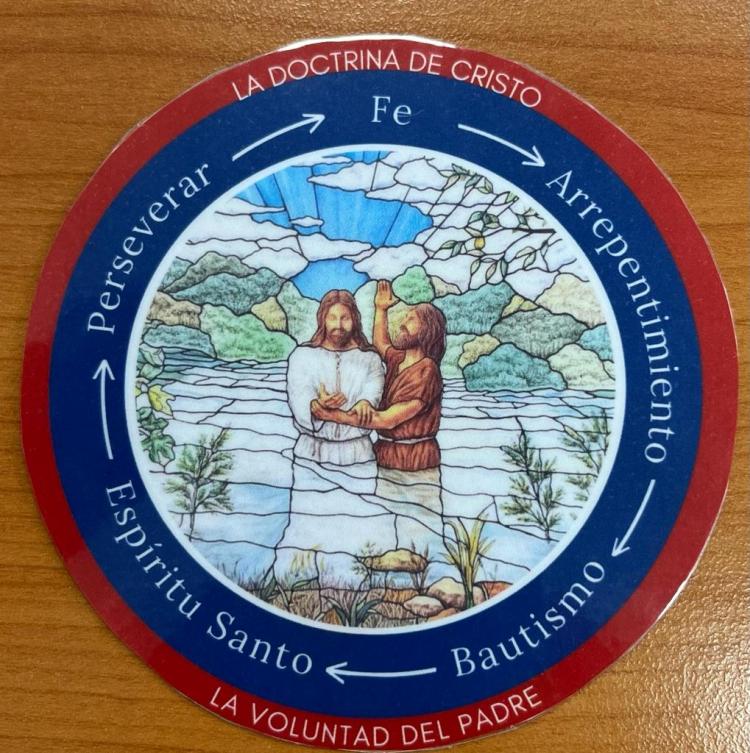 LA DOCTRINA DE CRISTO
Fe
Arrepentimiento
Bautismo
Espíritu Santo
Perseverar
LA VOLUNTAD DEL PADRE